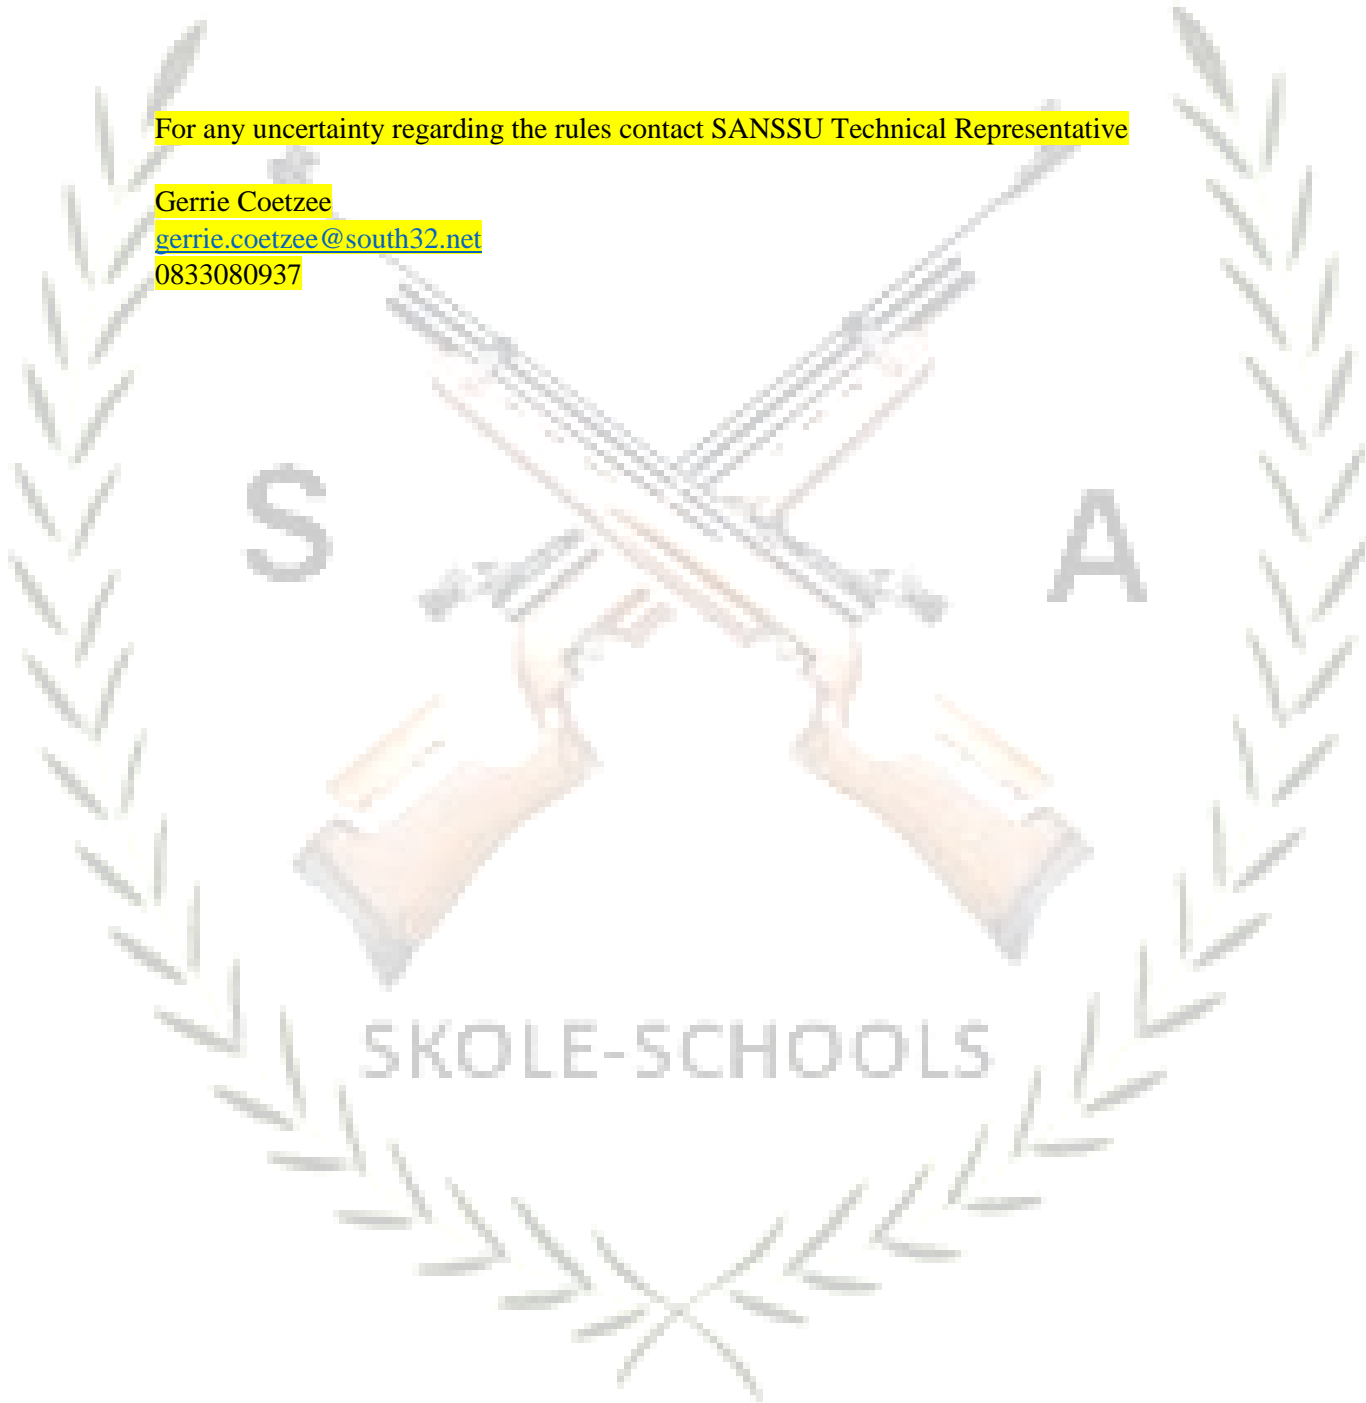 For any uncertainty regarding the rules contact SANSSU Technical Representative
Gerrie Coetzee
gerrie.coetzee@south32.net
0833080937
S A
SKOLE-SCHOOLS